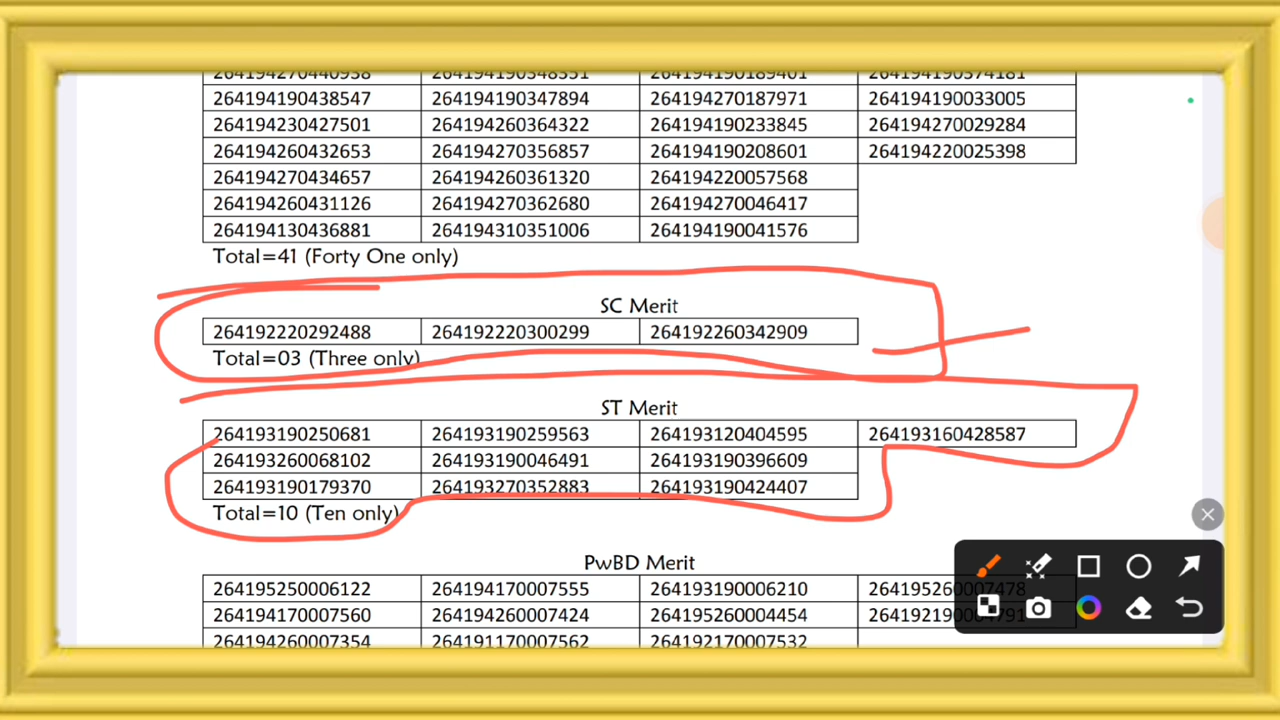 264194190438547 264194190347894 264194270187971 264194190033005
264194230427501 264194260364322 264194190233845 264194270029284
264194260432653 264194270356857 264194190208601 264194220025398
264194270434657 264194260361320 264194220057568
264194260431126 264194270362680 264194270046417
264194130436881 264194310351006 264194190041576
Total=41 (Forty One only)
SC Merit
264192220292488 264192220300299 264192260342909
Total=03 (Three only)
ST Merit
264193190250681 264193190259563 264193120404595 264193160428587
264193260068102 264193190046491 264193190396609
264193190179370 264193270352883 264193190424407
Total=10 (Ten only)
PwBD Merit
264195250006122 264194170007555 264193190006210 264195260007478
264194170007560 264194260007424 264195260004454
264194260007354 264191170007562 264192170007532